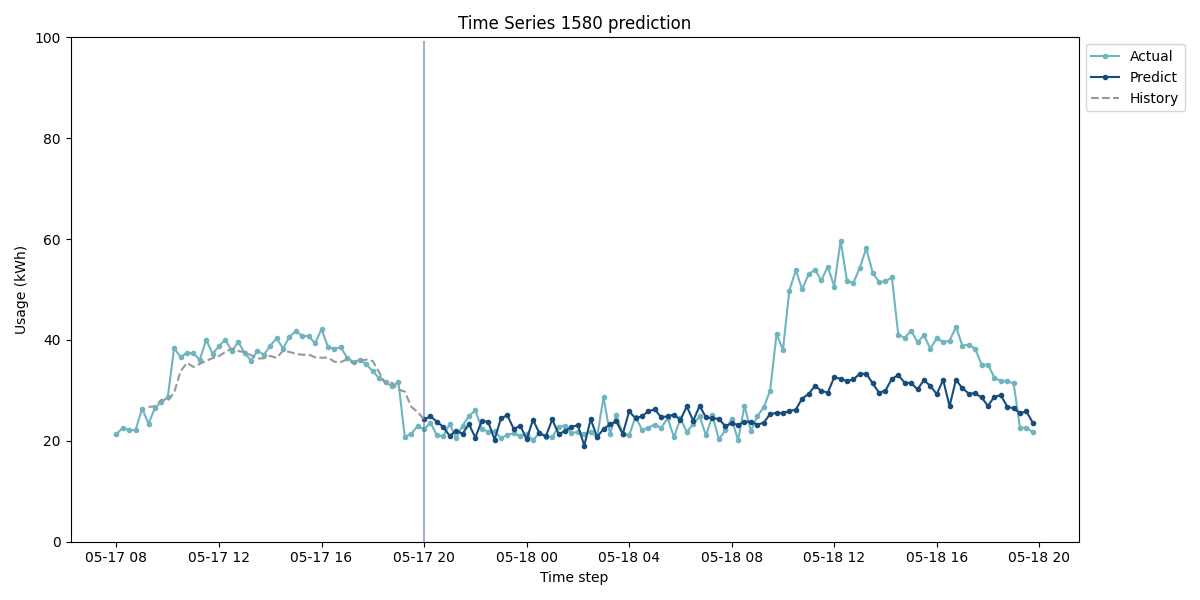 Time Series 1580 prediction
100
80
60
40
20
0
Usage (kWh)
05-17 08 05-17 12 05-17 16 05-17 20 05-18 00 05-18 04 05-18 08 05-18 12 05-18 16 05-18 20
Time step
Actual
Predict
History